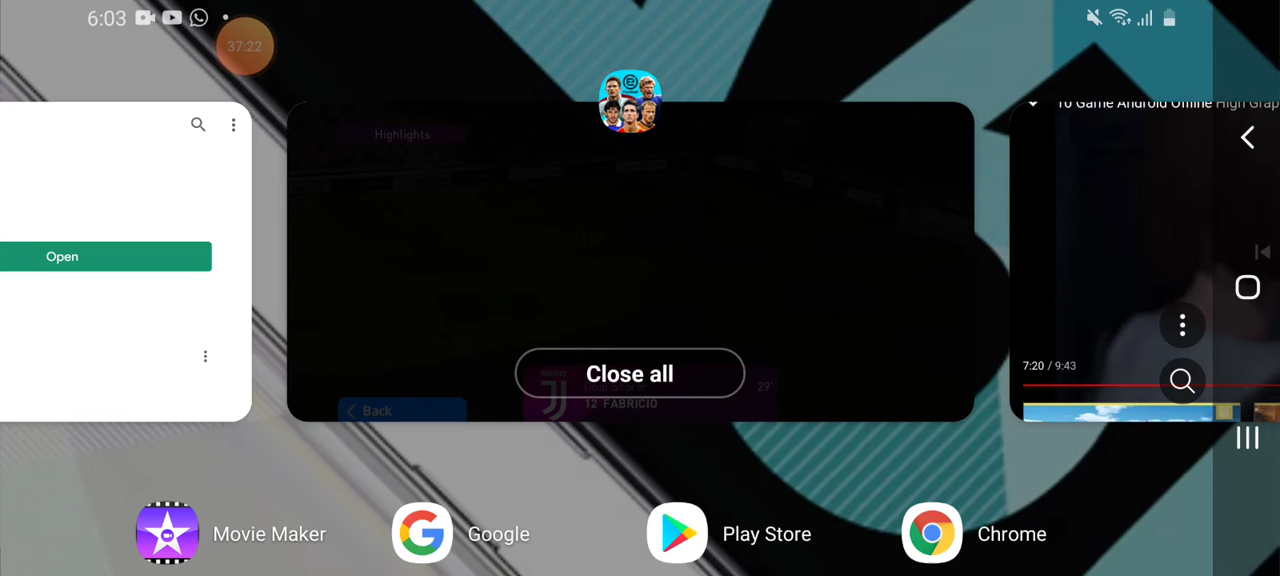 6:03
37:22
10 Game Android Offline High Grap
Highlights
Open
Close all
7:20 / 9:43
29'
Back
12 FABRICIO
Movie Maker
Google
Play Store
Chrome